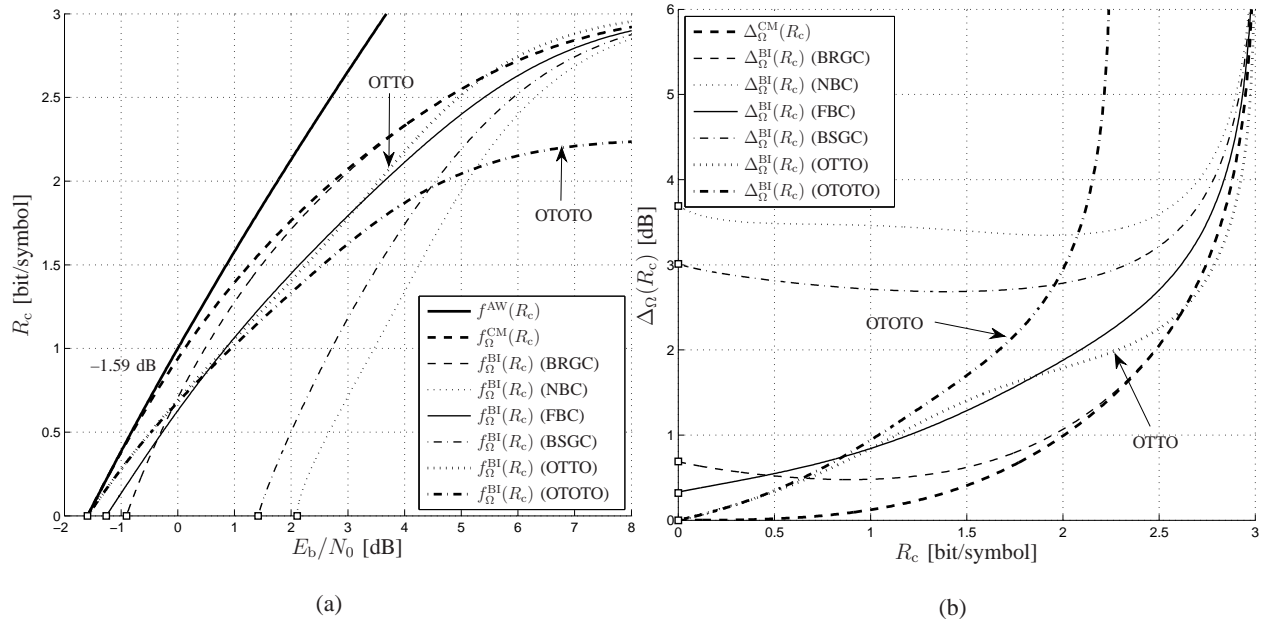 3
2.5
2
1.5
1
0.5
0
−2
−1
0
1
2
3
4
5
6
7
8
R_c [bit/symbol]
E_b/N_0 [dB]
OTTO
OTOTO
–1.59 dB
f^AW(R_c)
f_Ω^CM(R_c)
f_Ω^BI(R_c) (BRGC)
f_Ω^BI(R_c) (NBC)
f_Ω^BI(R_c) (FBC)
f_Ω^BI(R_c) (BSGC)
f_Ω^BI(R_c) (OTTO)
f_Ω^BI(R_c) (OTOTO)
(a)
6
5
4
3
2
1
0
0
0.5
1
1.5
2
2.5
3
Δ_Ω(R_c) [dB]
R_c [bit/symbol]
Δ_Ω^CM(R_c)
Δ_Ω^BI(R_c) (BRGC)
Δ_Ω^BI(R_c) (NBC)
Δ_Ω^BI(R_c) (FBC)
Δ_Ω^BI(R_c) (BSGC)
Δ_Ω^BI(R_c) (OTTO)
Δ_Ω^BI(R_c) (OTOTO)
OTOTO
OTTO
(b)